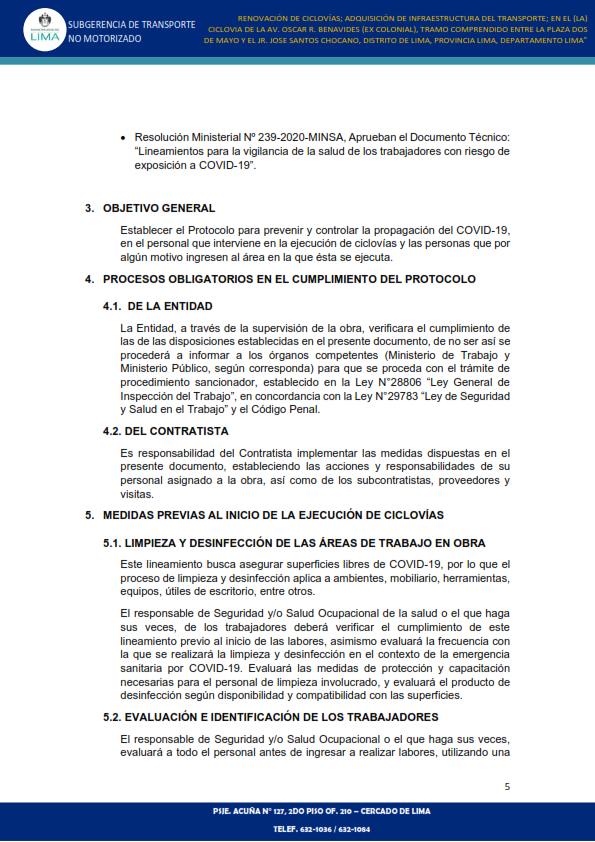 LIMA
SUBGERENCIA DE TRANSPORTE
NO MOTORIZADO
RENOVACIÓN DE CICLOVÍAS; ADQUISICIÓN DE INFRAESTRUCTURA DEL TRANSPORTE; EN EL (LA)
CICLOVIA DE LA AV. OSCAR R. BENAVIDES (EX COLONIAL), TRAMO COMPRENDIDO ENTRE LA PLAZA DOS
DE MAYO Y EL JR. JOSE SANTOS CHOCANO, DISTRITO DE LIMA, PROVINCIA LIMA, DEPARTAMENTO LIMA"
• Resolución Ministerial Nº 239-2020-MINSA, Aprueban el Documento Técnico:
"Lineamientos para la vigilancia de la salud de los trabajadores con riesgo de
exposición a COVID-19".
3. OBJETIVO GENERAL
Establecer el Protocolo para prevenir y controlar la propagación del COVID-19,
en el personal que interviene en la ejecución de ciclovías y las personas que por
algún motivo ingresen al área en la que ésta se ejecuta.
4. PROCESOS OBLIGATORIOS EN EL CUMPLIMIENTO DEL PROTOCOLO
4.1. DE LA ENTIDAD
La Entidad, a través de la supervisión de la obra, verificara el cumplimiento de
las de las disposiciones establecidas en el presente documento, de no ser así se
procederá a informar a los órganos competentes (Ministerio de Trabajo y
Ministerio Público, según corresponda) para que se proceda con el trámite de
procedimiento sancionador, establecido en la Ley N°28806 "Ley General de
Inspección del Trabajo", en concordancia con la Ley N°29783 "Ley de Seguridad
y Salud en el Trabajo" y el Código Penal.
4.2. DEL CONTRATISTA
Es responsabilidad del Contratista implementar las medidas dispuestas en el
presente documento, estableciendo las acciones y responsabilidades de su
personal asignado a la obra, así como de los subcontratistas, proveedores y
visitas.
5. MEDIDAS PREVIAS AL INICIO DE LA EJECUCIÓN DE CICLOVÍAS
5.1. LIMPIEZA Y DESINFECCIÓN DE LAS ÁREAS DE TRABAJO EN OBRA
Este lineamiento busca asegurar superficies libres de COVID-19, por lo que el
proceso de limpieza y desinfección aplica a ambientes, mobiliario, herramientas,
equipos, útiles de escritorio, entre otros.
El responsable de Seguridad y/o Salud Ocupacional de la salud o el que haga
sus veces, de los trabajadores deberá verificar el cumplimiento de este
lineamiento previo al inicio de las labores, asimismo evaluará la frecuencia con
la que se realizará la limpieza y desinfección en el contexto de la emergencia
sanitaria por COVID-19. Evaluará las medidas de protección y capacitación
necesarias para el personal de limpieza involucrado, y evaluará el producto de
desinfección según disponibilidad y compatibilidad con las superficies.
5.2. EVALUACIÓN E IDENTIFICACIÓN DE LOS TRABAJADORES
El responsable de Seguridad y/o Salud Ocupacional o el que haga sus veces,
evaluará a todo el personal antes de ingresar a realizar labores, utilizando una
5
PSJE. ACUÑA N° 127, 2DO PISO OF. 210 – CERCADO DE LIMA
TELEF. 632-1036 / 632-1084